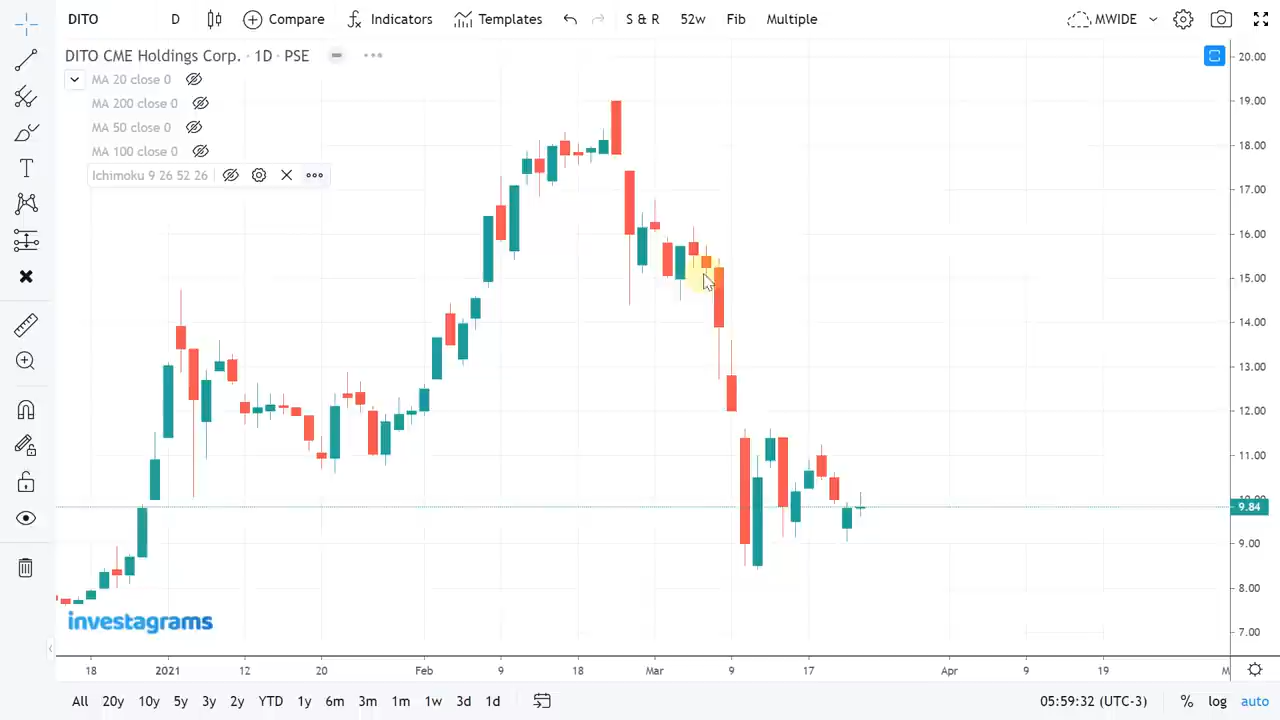 DITO D Compare Indicators Templates S & R 52w Fib Multiple MWIDE
DITO CME Holdings Corp. · 1D · PSE
MA 20 close 0
MA 200 close 0
MA 50 close 0
MA 100 close 0
Ichimoku 9 26 52 26
20.00
19.00
18.00
17.00
16.00
15.00
14.00
13.00
12.00
11.00
10.00
9.84
9.00
8.00
7.00
investagrams
18 2021 12 20 Feb 9 18 Mar 9 17 Apr 9 19 M
All 20y 10y 5y 3y 2y YTD 1y 6m 3m 1m 1w 3d 1d 05:59:32 (UTC-3) % log auto